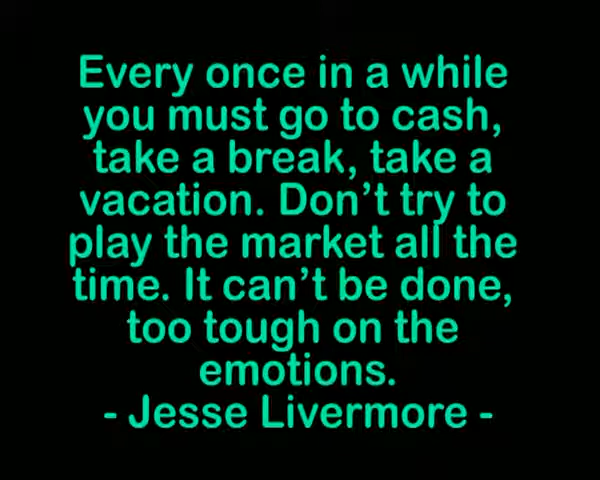 Every once in a while
you must go to cash,
take a break, take a
vacation. Don’t try to
play the market all the
time. It can’t be done,
too tough on the
emotions.
- Jesse Livermore -